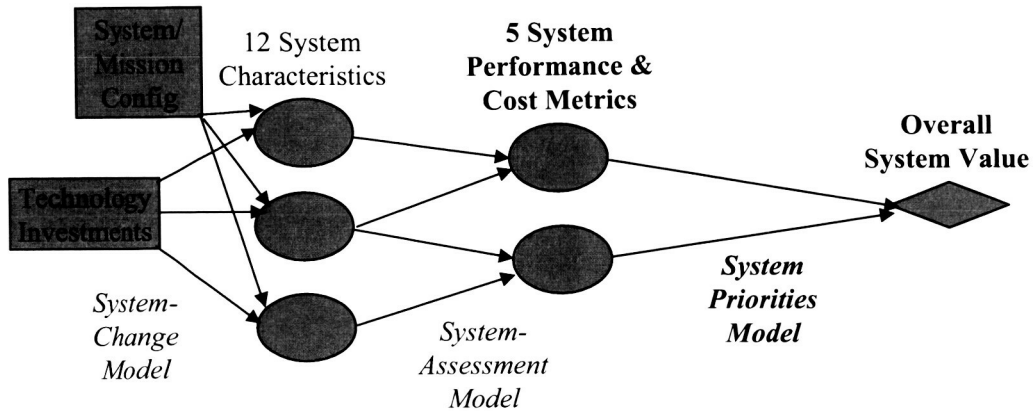 System/
Mission
Config
12 System
Characteristics
5 System
Performance &
Cost Metrics
Overall
System Value
Technology
Investments
System-
Change
Model
System-
Assessment
Model
System
Priorities
Model